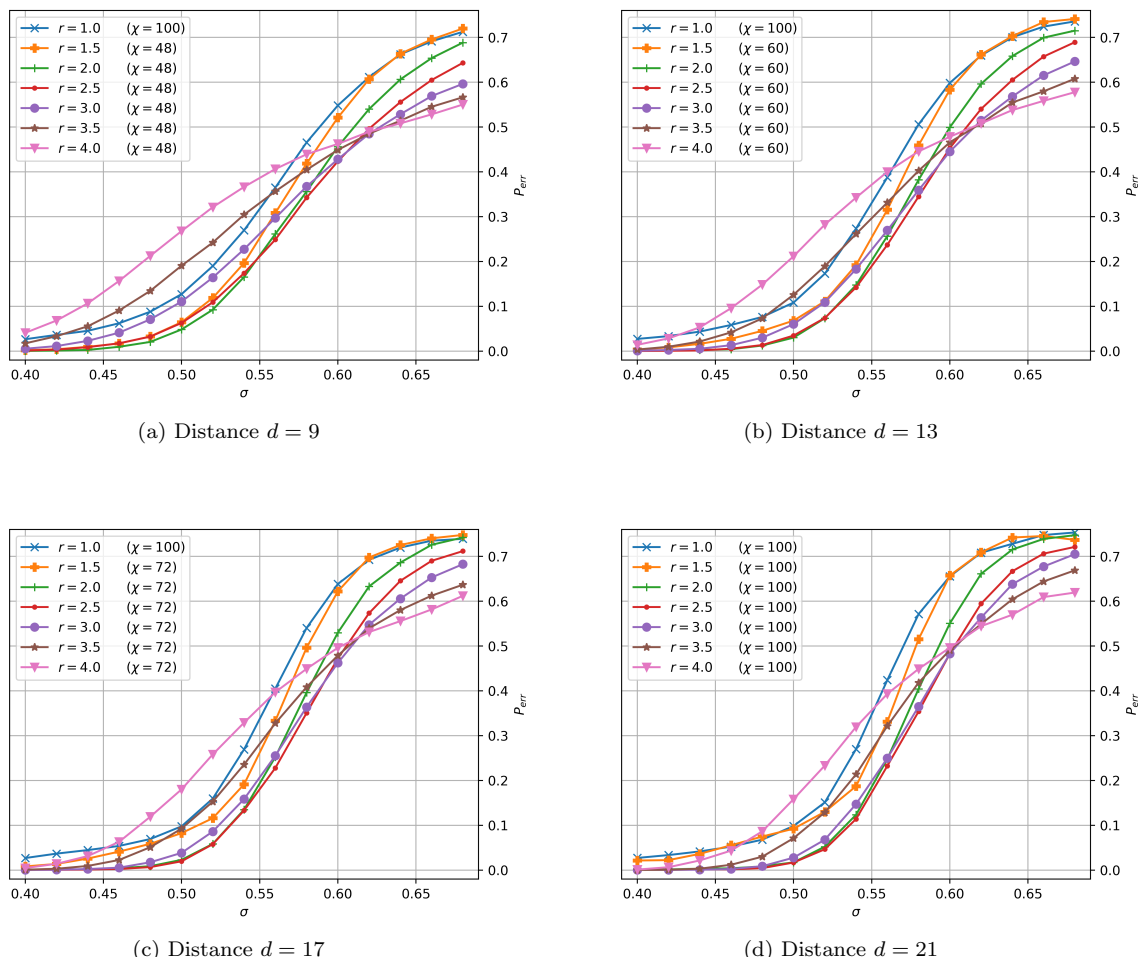 r = 1.0 (χ = 100)
r = 1.5 (χ = 48)
r = 2.0 (χ = 48)
r = 2.5 (χ = 48)
r = 3.0 (χ = 48)
r = 3.5 (χ = 48)
r = 4.0 (χ = 48)
0.7
0.6
0.5
0.4
0.3
0.2
0.1
0.0
P_err
0.40 0.45 0.50 0.55 0.60 0.65
σ
(a) Distance d = 9
r = 1.0 (χ = 100)
r = 1.5 (χ = 60)
r = 2.0 (χ = 60)
r = 2.5 (χ = 60)
r = 3.0 (χ = 60)
r = 3.5 (χ = 60)
r = 4.0 (χ = 60)
0.7
0.6
0.5
0.4
0.3
0.2
0.1
0.0
P_err
0.40 0.45 0.50 0.55 0.60 0.65
σ
(b) Distance d = 13
r = 1.0 (χ = 100)
r = 1.5 (χ = 72)
r = 2.0 (χ = 72)
r = 2.5 (χ = 72)
r = 3.0 (χ = 72)
r = 3.5 (χ = 72)
r = 4.0 (χ = 72)
0.7
0.6
0.5
0.4
0.3
0.2
0.1
0.0
P_err
0.40 0.45 0.50 0.55 0.60 0.65
σ
(c) Distance d = 17
r = 1.0 (χ = 100)
r = 1.5 (χ = 100)
r = 2.0 (χ = 100)
r = 2.5 (χ = 100)
r = 3.0 (χ = 100)
r = 3.5 (χ = 100)
r = 4.0 (χ = 100)
0.7
0.6
0.5
0.4
0.3
0.2
0.1
0.0
P_err
0.40 0.45 0.50 0.55 0.60 0.65
σ
(d) Distance d = 21